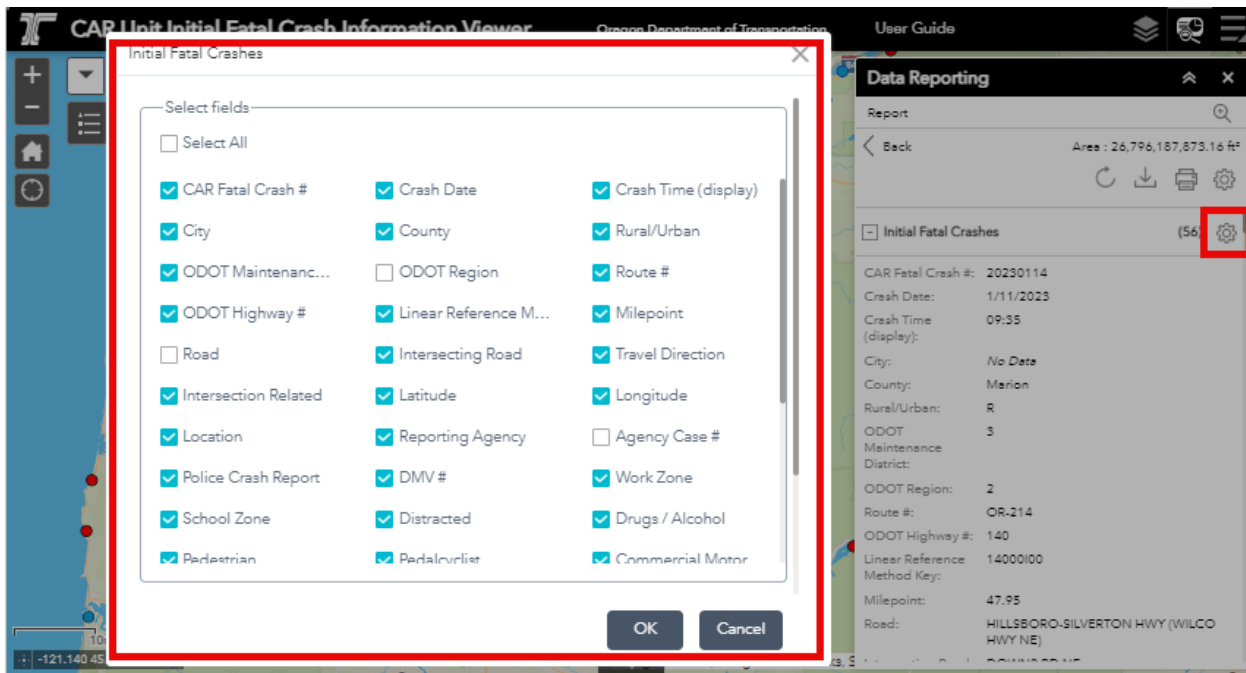 CAR Unit Initial Fatal Crash Information Viewer
Oregon Department of Transportation
User Guide
Initial Fatal Crashes
Select fields
Select All
CAR Fatal Crash # Crash Date Crash Time (display)
City County Rural/Urban
ODOT Maintenanc... ODOT Region Route #
ODOT Highway # Linear Reference M... Milepoint
Road Intersecting Road Travel Direction
Intersection Related Latitude Longitude
Location Reporting Agency Agency Case #
Police Crash Report DMV # Work Zone
School Zone Distracted Drugs / Alcohol
Pedestrian Pedalcyclist Commercial Motor
OK Cancel
Data Reporting
Report
Back Area : 26,796,187,873.16 ft²
Initial Fatal Crashes (56)
CAR Fatal Crash #: 20230114
Crash Date: 1/11/2023
Crash Time 09:35
(display):
City: No Data
County: Marion
Rural/Urban: R
ODOT 3
Maintenance
District:
ODOT Region: 2
Route #: OR-214
ODOT Highway #: 140
Linear Reference 14000I00
Method Key:
Milepoint: 47.95
Road: HILLSBORO-SILVERTON HWY (WILCO
HWY NE)
-121.140 45